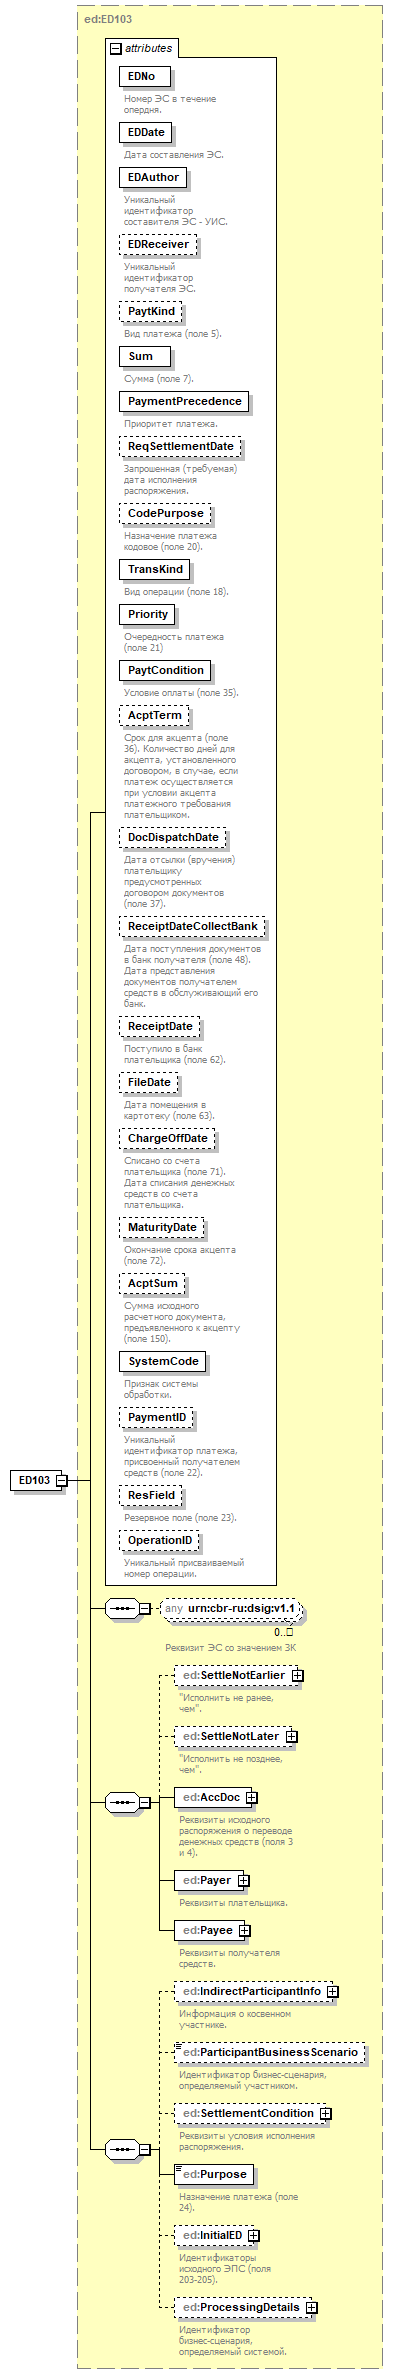 ed:ED103
attributes
EDNo
Номер ЭС в течение
опердня.
EDDate
Дата составления ЭС.
EDAuthor
Уникальный
идентификатор
составителя ЭС - УИС.
EDReceiver
Уникальный
идентификатор
получателя ЭС.
PaytKind
Вид платежа (поле 5).
Sum
Сумма (поле 7).
PaymentPrecedence
Приоритет платежа.
ReqSettlementDate
Запрошенная (требуемая)
дата исполнения
распоряжения.
CodePurpose
Назначение платежа
кодовое (поле 20).
TransKind
Вид операции (поле 18).
Priority
Очередность платежа
(поле 21)
PaytCondition
Условие оплаты (поле 35).
AcptTerm
Срок для акцепта (поле
36). Количество дней для
акцепта, установленного
договором, в случае, если
платеж осуществляется
при условии акцепта
платежного требования
плательщиком.
DocDispatchDate
Дата отсылки (вручения)
плательщику
предусмотренных
договором документов
(поле 37).
ReceiptDateCollectBank
Дата поступления документов
в банк получателя (поле 48).
Дата представления
документов получателем
средств в обслуживающий его
банк.
ReceiptDate
Поступило в банк
плательщика (поле 62).
FileDate
Дата помещения в
картотеку (поле 63).
ChargeOffDate
Списано со счета
плательщика (поле 71).
Дата списания денежных
средств со счета
плательщика.
MaturityDate
Окончание срока акцепта
(поле 72).
AcptSum
Сумма исходного
расчетного документа,
предъявленного к акцепту
(поле 150).
SystemCode
Признак системы
обработки.
PaymentID
Уникальный
идентификатор платежа,
присвоенный получателем
средств (поле 22).
ED103
ResField
Резервное поле (поле 23).
OperationID
Уникальный присваиваемый
номер операции.
any urn:cbr-ru:dsig:v1.1
0..
Реквизит ЭС со значением ЗК
ed:SettleNotEarlier
"Исполнить не ранее,
чем".
ed:SettleNotLater
"Исполнить не позднее,
чем".
ed:AccDoc
Реквизиты исходного
распоряжения о переводе
денежных средств (поля 3
и 4).
ed:Payer
Реквизиты плательщика.
ed:Payee
Реквизиты получателя
средств.
ed:IndirectParticipantInfo
Информация о косвенном
участнике.
ed:ParticipantBusinessScenario
Идентификатор бизнес-сценария,
определяемый участником.
ed:SettlementCondition
Реквизиты условия исполнения
распоряжения.
ed:Purpose
Назначение платежа (поле
24).
ed:InitialED
Идентификаторы
исходного ЭПС (поля
203-205).
ed:ProcessingDetails
Идентификатор
бизнес-сценария,
определяемый системой.